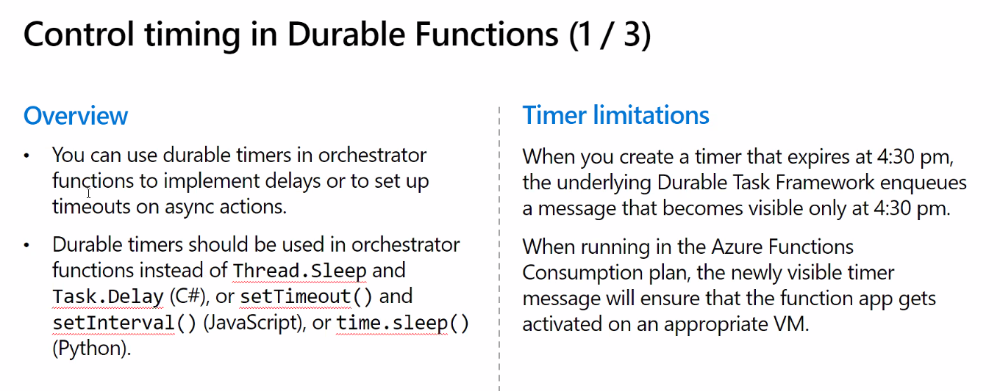 Control timing in Durable Functions (1 / 3)
Overview
• You can use durable timers in orchestrator
functions to implement delays or to set up
timeouts on async actions.
• Durable timers should be used in orchestrator
functions instead of Thread.Sleep and
Task.Delay (C#), or setTimeout() and
setInterval() (JavaScript), or time.sleep()
(Python).
Timer limitations
When you create a timer that expires at 4:30 pm,
the underlying Durable Task Framework enqueues
a message that becomes visible only at 4:30 pm.
When running in the Azure Functions
Consumption plan, the newly visible timer
message will ensure that the function app gets
activated on an appropriate VM.